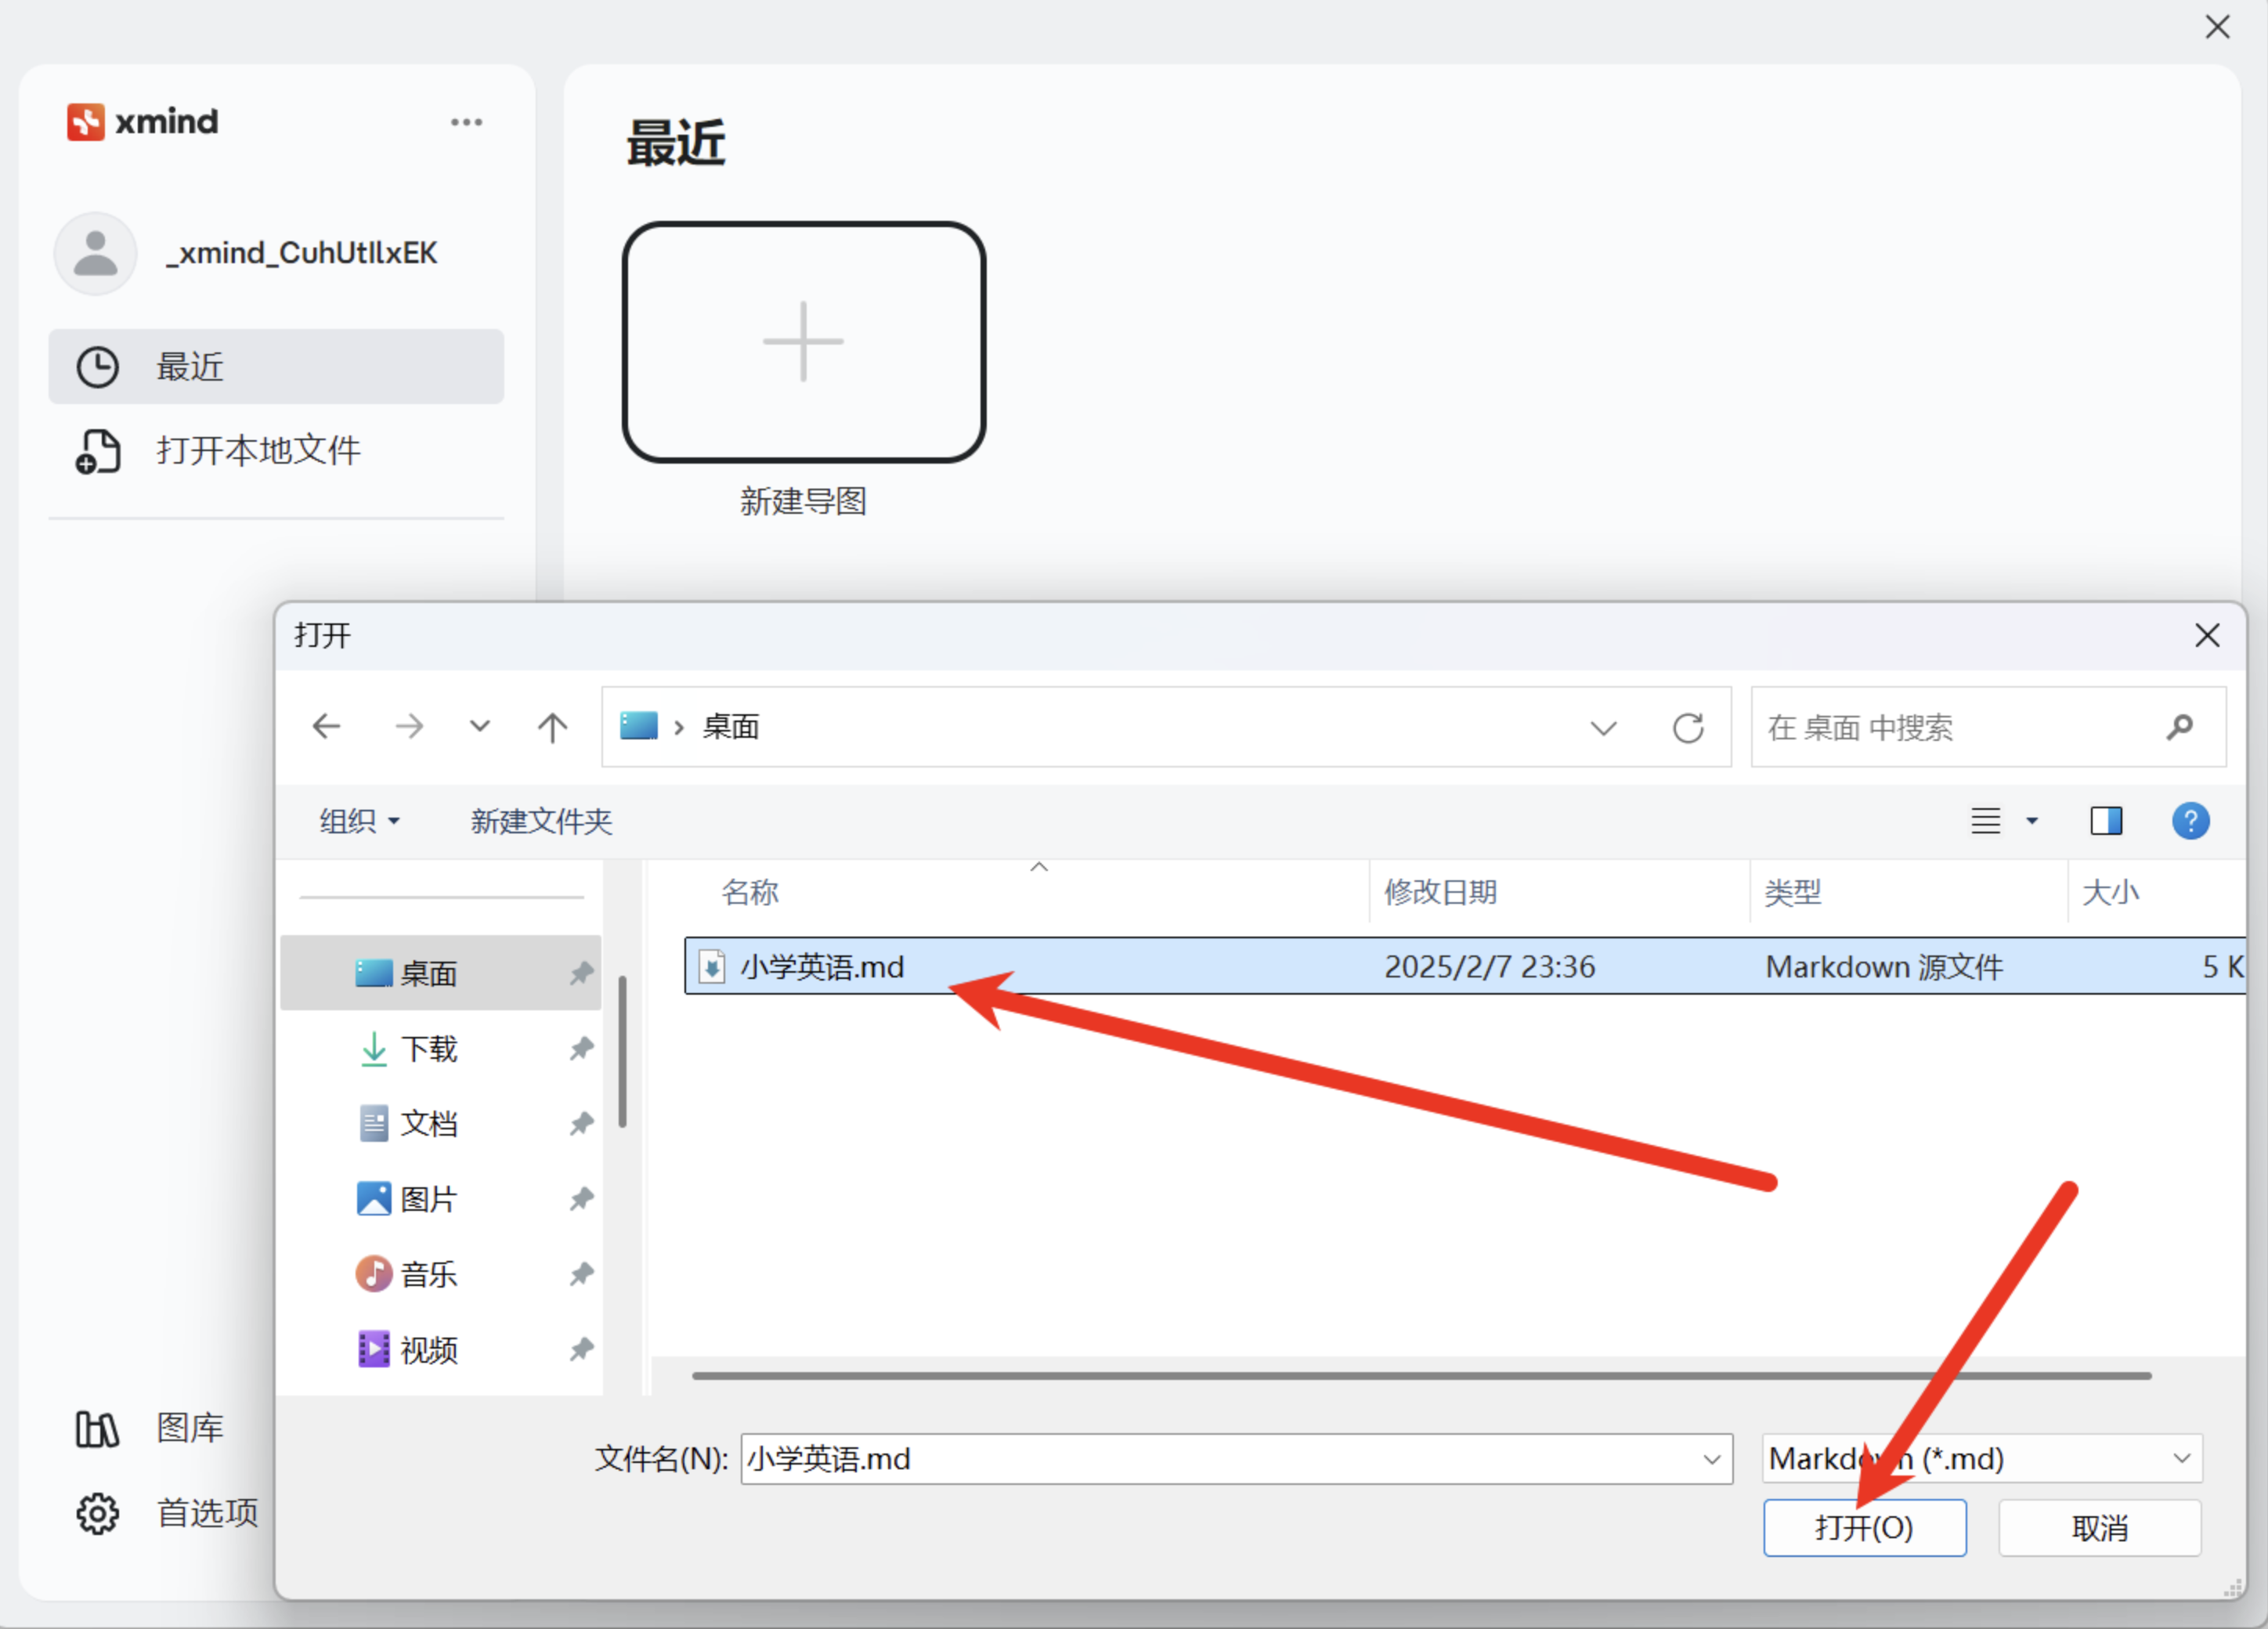 xmind
最近
_xmind_CuhUtIlxEK
最近
打开本地文件
新建导图
打开
桌面
在 桌面 中搜索
组织
新建文件夹
名称
修改日期
类型
大小
桌面
小学英语.md
2025/2/7 23:36
Markdown 源文件
5 K
下载
文档
图片
音乐
视频
图库
首选项
文件名(N):
小学英语.md
Markdown (*.md)
打开(O)
取消